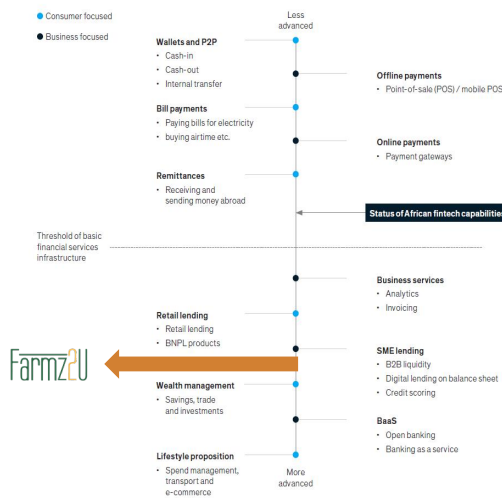 Consumer focused
Business focused
Less
advanced
Wallets and P2P
• Cash-in
• Cash-out
• Internal transfer
Offline payments
• Point-of-sale (POS) / mobile POS
Bill payments
• Paying bills for electricity
• buying airtime etc.
Online payments
• Payment gateways
Remittances
• Receiving and
sending money abroad
Status of African fintech capabilities
Threshold of basic
financial services
infrastructure
Business services
• Analytics
• Invoicing
Retail lending
• Retail lending
• BNPL products
SME lending
• B2B liquidity
• Digital lending on balance sheet
• Credit scoring
Farmz2U
Wealth management
• Savings, trade
and investments
BaaS
• Open banking
• Banking as a service
Lifestyle proposition
• Spend management,
transport and
e-commerce
More
advanced